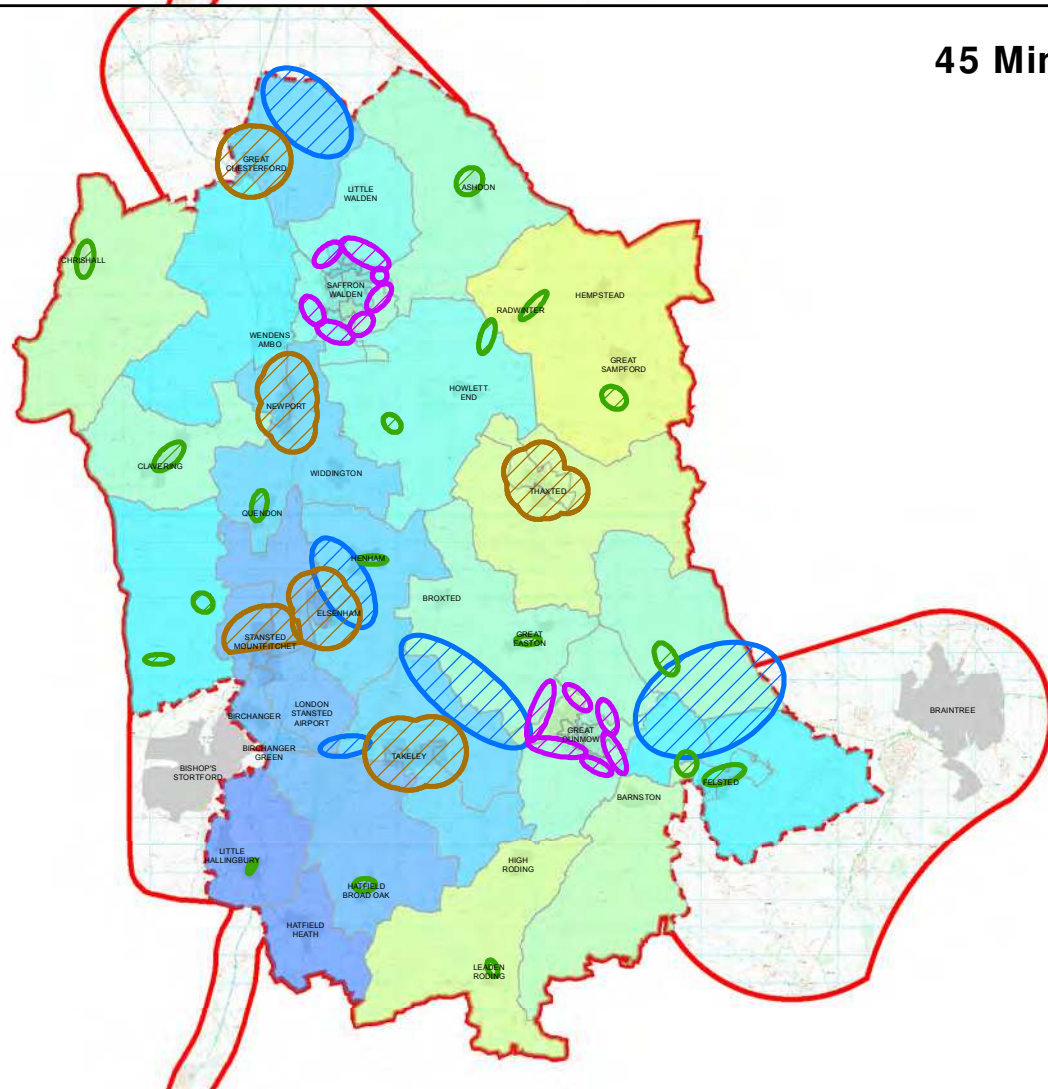 45 Min
GREAT
CHESTERFORD
LITTLE
WALDEN
ASHDON
CHRISHALL
SAFFRON
WALDEN
HEMPSTEAD
RADWINTER
WENDENS
AMBO
GREAT
SAMPFORD
HOWLETT
END
NEWPORT
CLAVERING
WIDDINGTON
THAXTED
QUENDON
HENHAM
BROXTED
ELSENHAM
STANSTED
MOUNTFITCHET
GREAT
EASTON
BIRCHANGER
LONDON
STANSTED
AIRPORT
BRAINTREE
GREAT
DUNMOW
BIRCHANGER
GREEN
TAKELEY
BISHOP'S
STORTFORD
FELSTED
BARNSTON
LITTLE
HALLINGBURY
HIGH
RODING
HATFIELD
BROAD OAK
HATFIELD
HEATH
LEADEN
RODING